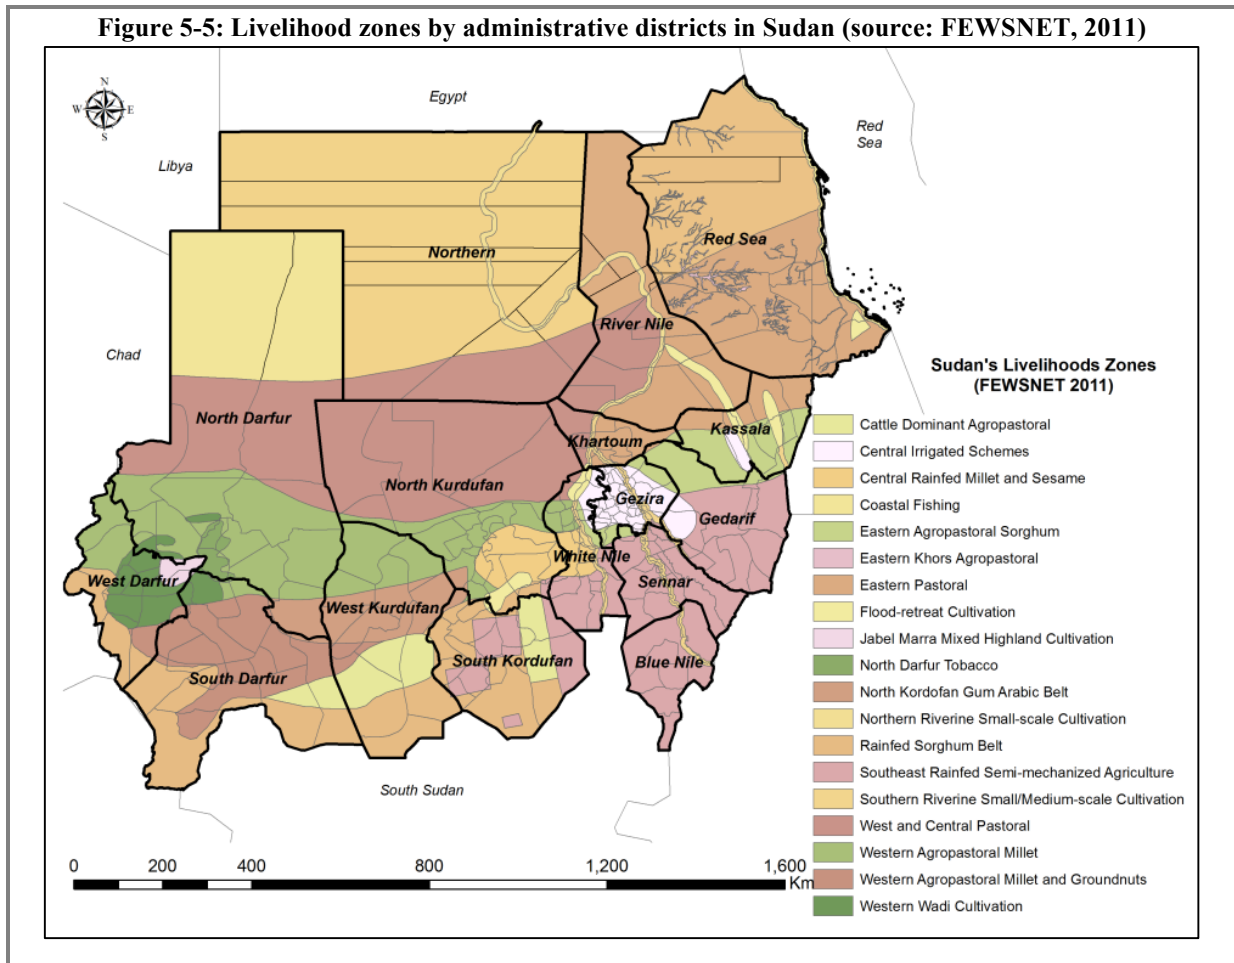 Figure 5-5: Livelihood zones by administrative districts in Sudan (source: FEWSNET, 2011)
N
W
E
S
Egypt
Red
Sea
Libya
Red Sea
Northern
River Nile
Chad
Sudan's Livelihoods Zones
(FEWSNET 2011)
North Darfur
Kassala
Khartoum
North Kurdufan
Gezira
Gedarif
White Nile
West Darfur
Sennar
West Kurdufan
South Kordufan
Blue Nile
South Darfur
South Sudan
Cattle Dominant Agropastoral
Central Irrigated Schemes
Central Rainfed Millet and Sesame
Coastal Fishing
Eastern Agropastoral Sorghum
Eastern Khors Agropastoral
Eastern Pastoral
Flood-retreat Cultivation
Jabel Marra Mixed Highland Cultivation
North Darfur Tobacco
North Kordofan Gum Arabic Belt
Northern Riverine Small-scale Cultivation
Rainfed Sorghum Belt
Southeast Rainfed Semi-mechanized Agriculture
Southern Riverine Small/Medium-scale Cultivation
West and Central Pastoral
Western Agropastoral Millet
Western Agropastoral Millet and Groundnuts
Western Wadi Cultivation
0 200 400 800 1,200 1,600
Km